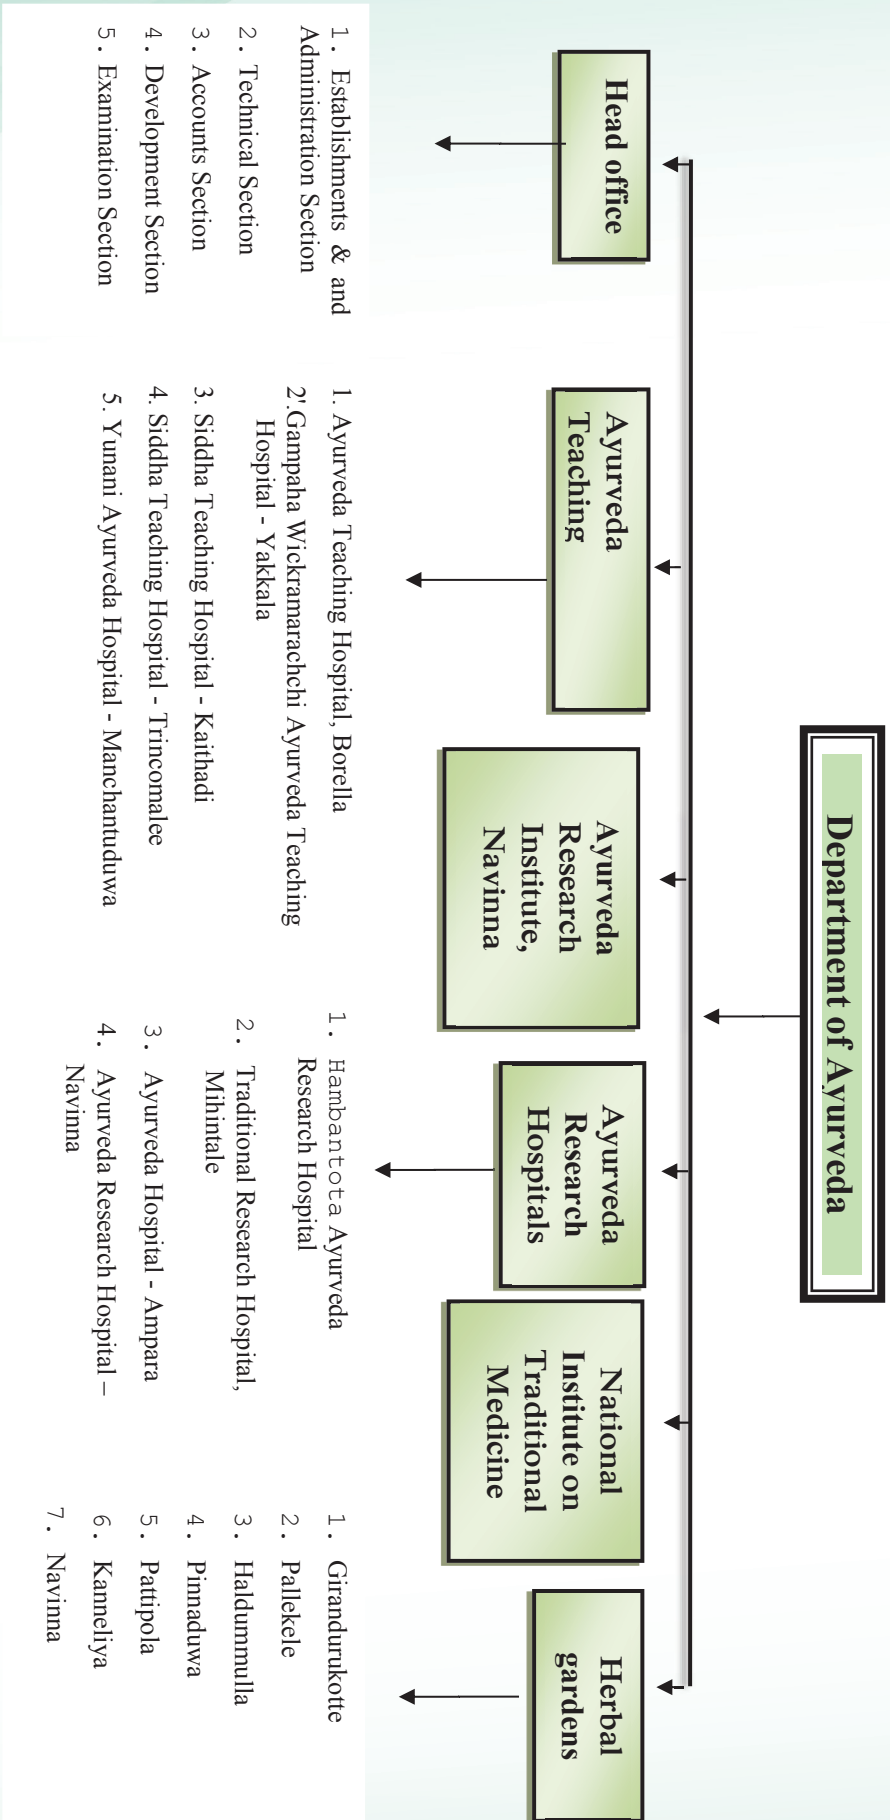 Department of Ayurveda
Head office
Ayurveda
Teaching
Ayurveda
Research
Institute,
Navinna
Ayurveda
Research
Hospitals
National
Institute on
Traditional
Medicine
Herbal
gardens
1. Establishments & and
Administration Section
2. Technical Section
3. Accounts Section
4. Development Section
5. Examination Section
1. Ayurveda Teaching Hospital, Borella
2'.Gampaha Wickramarachchi Ayurveda Teaching
Hospital - Yakkala
3. Siddha Teaching Hospital - Kaithadi
4. Siddha Teaching Hospital - Trincomalee
5. Yunani Ayurveda Hospital - Manchantuduwa
1. Hambantota Ayurveda
Research Hospital
2. Traditional Research Hospital,
Mihintale
3. Ayurveda Hospital - Ampara
4. Ayurveda Research Hospital –
Navinna
1. Girandurukotte
2. Pallekele
3. Haldummulla
4. Pinnaduwa
5. Pattipola
6. Kanneliya
7. Navinna